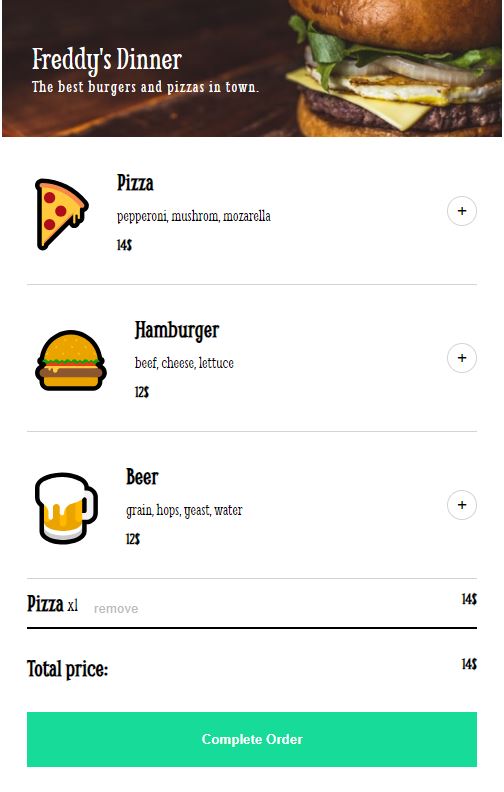 Freddy's Dinner
The best burgers and pizzas in town.
Pizza
pepperoni, mushrom, mozarella
14$
+
Hamburger
beef, cheese, lettuce
12$
+
Beer
grain, hops, yeast, water
12$
+
Pizza x1 remove 14$
Total price: 14$
Complete Order